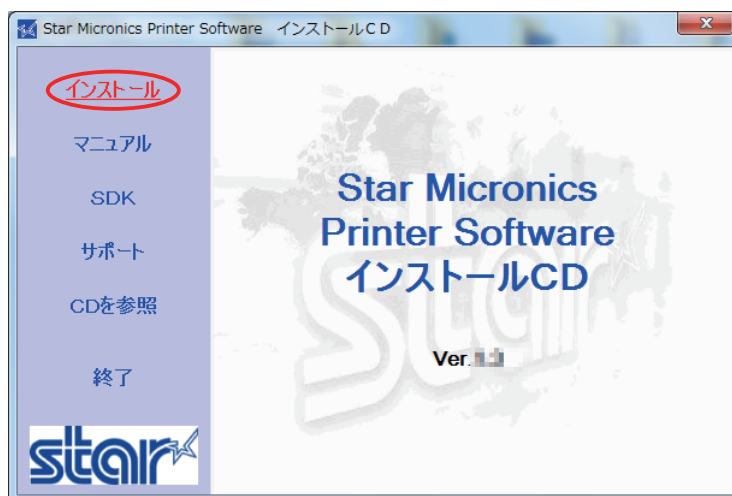 Star Micronics Printer Software インストールCD
インストール
マニュアル
SDK
サポート
CDを参照
終了
star
Star Micronics
Printer Software
インストールCD
Ver.